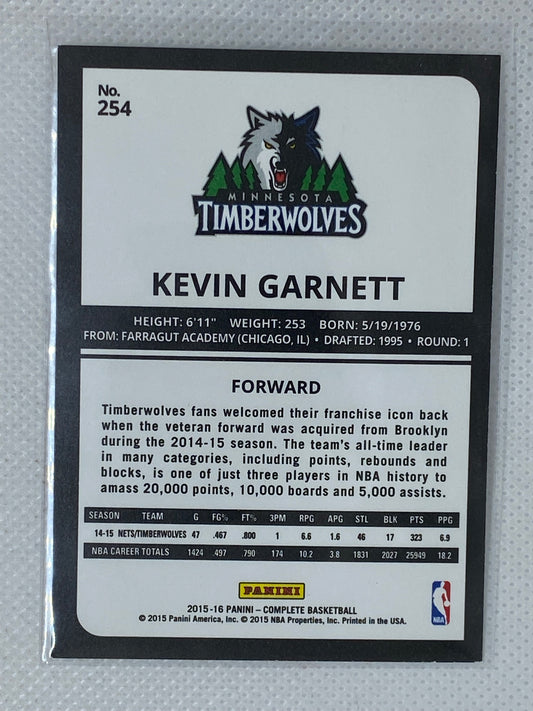 No.
254
MINNESOTA
TIMBERWOLVES
KEVIN GARNETT
HEIGHT: 6'11" WEIGHT: 253 BORN: 5/19/1976
FROM: FARRAGUT ACADEMY (CHICAGO, IL) • DRAFTED: 1995 • ROUND: 1
FORWARD
Timberwolves fans welcomed their franchise icon back
when the veteran forward was acquired from Brooklyn
during the 2014-15 season. The team's all-time leader
in many categories, including points, rebounds and
blocks, is one of just three players in NBA history to
amass 20,000 points, 10,000 boards and 5,000 assists.
SEASON TEAM G FG% FT% 3PM RPG APG STL BLK PTS PPG
14-15 NETS/TIMBERWOLVES 47 .467 .800 1 6.6 1.6 46 17 323 6.9
NBA CAREER TOTALS 1424 .497 .790 174 10.2 3.8 1831 2027 25949 18.2
PANINI
2015-16 PANINI – COMPLETE BASKETBALL
© 2015 Panini America, Inc. © 2015 NBA Properties, Inc. Printed in the USA.
NBA